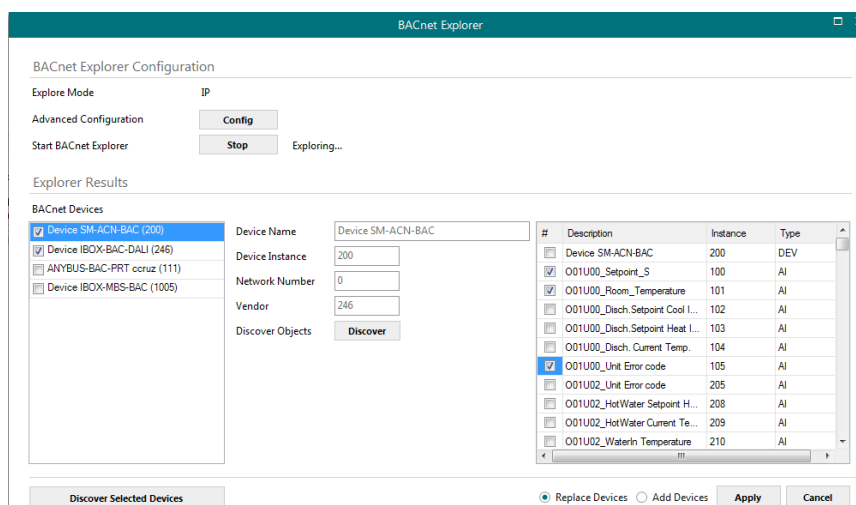 BACnet Explorer
BACnet Explorer Configuration
Explore Mode IP
Advanced Configuration Config
Start BACnet Explorer Stop Exploring...
Explorer Results
BACnet Devices
Device SM-ACN-BAC (200)
Device IBOX-BAC-DALI (246)
ANYBUS-BAC-PRT ccruz (111)
Device IBOX-MBS-BAC (1005)
Device Name Device SM-ACN-BAC
Device Instance 200
Network Number 0
Vendor 246
Discover Objects Discover
# Description Instance Type
Device SM-ACN-BAC 200 DEV
O01U00_Setpoint_S 100 AI
O01U00_Room_Temperature 101 AI
O01U00_Disch.Setpoint Cool I... 102 AI
O01U00_Disch.Setpoint Heat I... 103 AI
O01U00_Disch. Current Temp. 104 AI
O01U00_Unit Error code 105 AI
O01U02_Unit Error code 205 AI
O01U02_HotWater Setpoint H... 208 AI
O01U02_HotWater Current Te... 209 AI
O01U02_WaterIn Temperature 210 AI
Discover Selected Devices Replace Devices Add Devices Apply Cancel